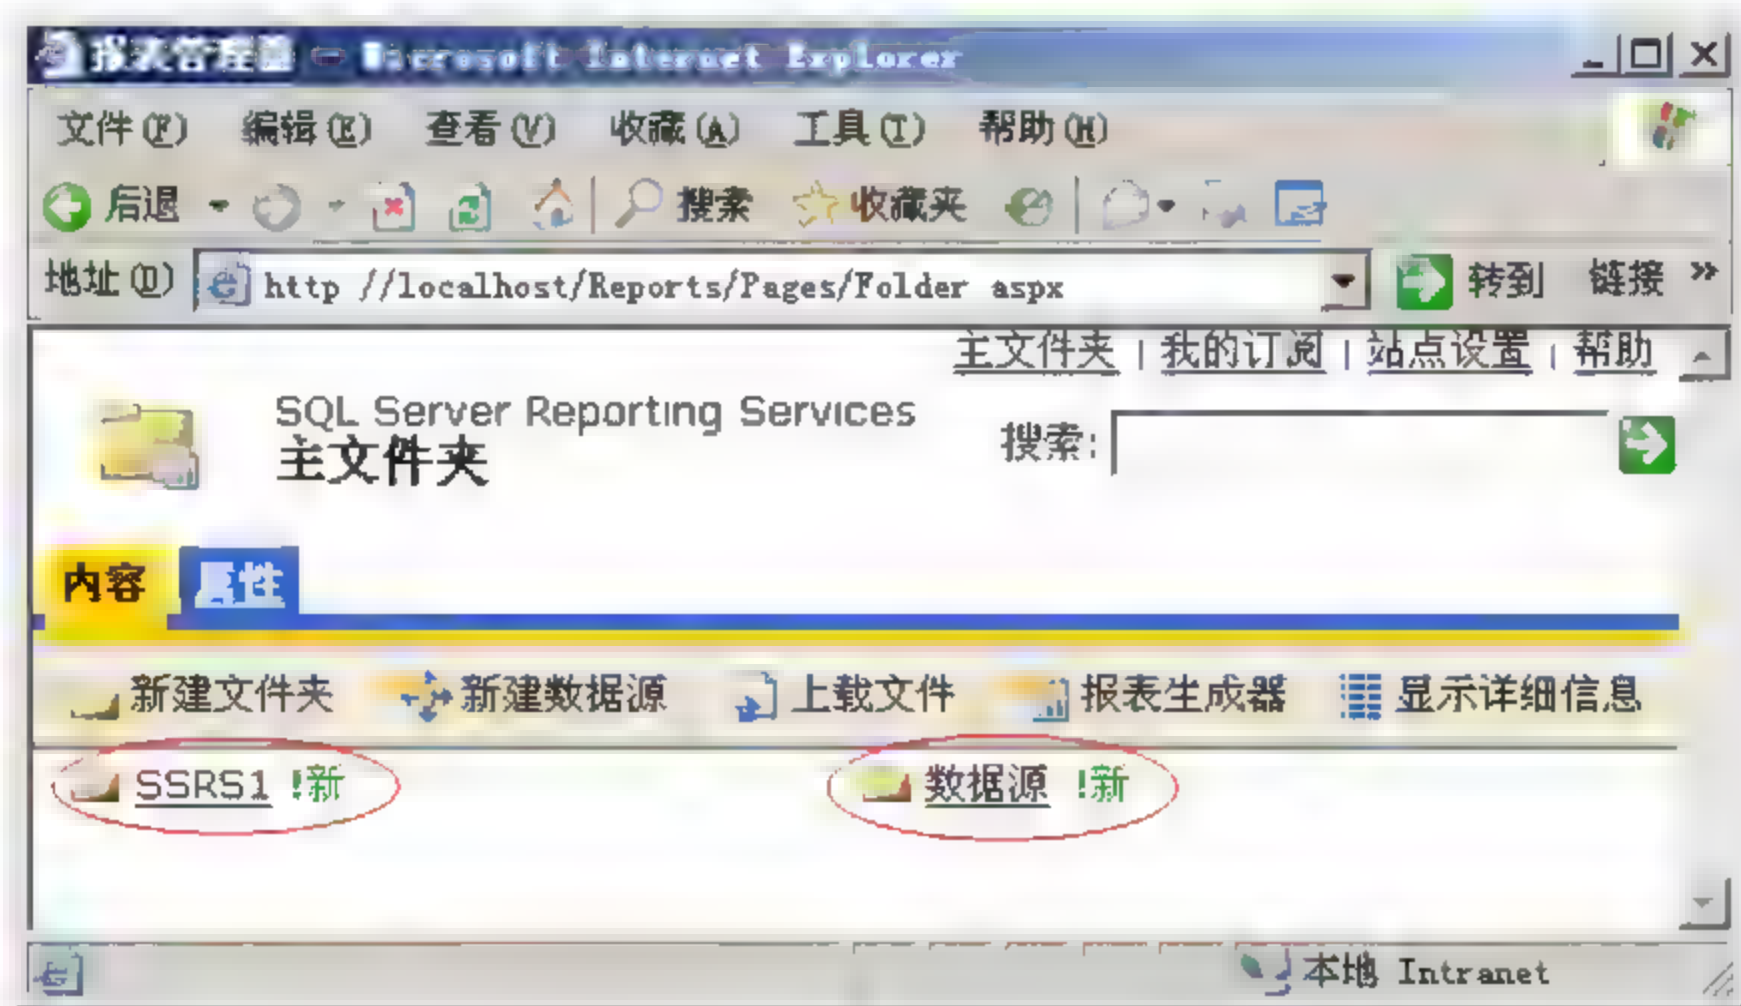 报表管理器 - Microsoft Internet Explorer
文件(F) 编辑(E) 查看(V) 收藏(A) 工具(T) 帮助(H)
后退 搜索 收藏夹
地址(D) http //localhost/Reports/Pages/Folder aspx 转到 链接 »
主文件夹 | 我的订阅 | 站点设置 | 帮助
SQL Server Reporting Services
主文件夹
搜索:
内容 属性
新建文件夹 新建数据源 上载文件 报表生成器 显示详细信息
SSRS1 !新 数据源 !新
本地 Intranet